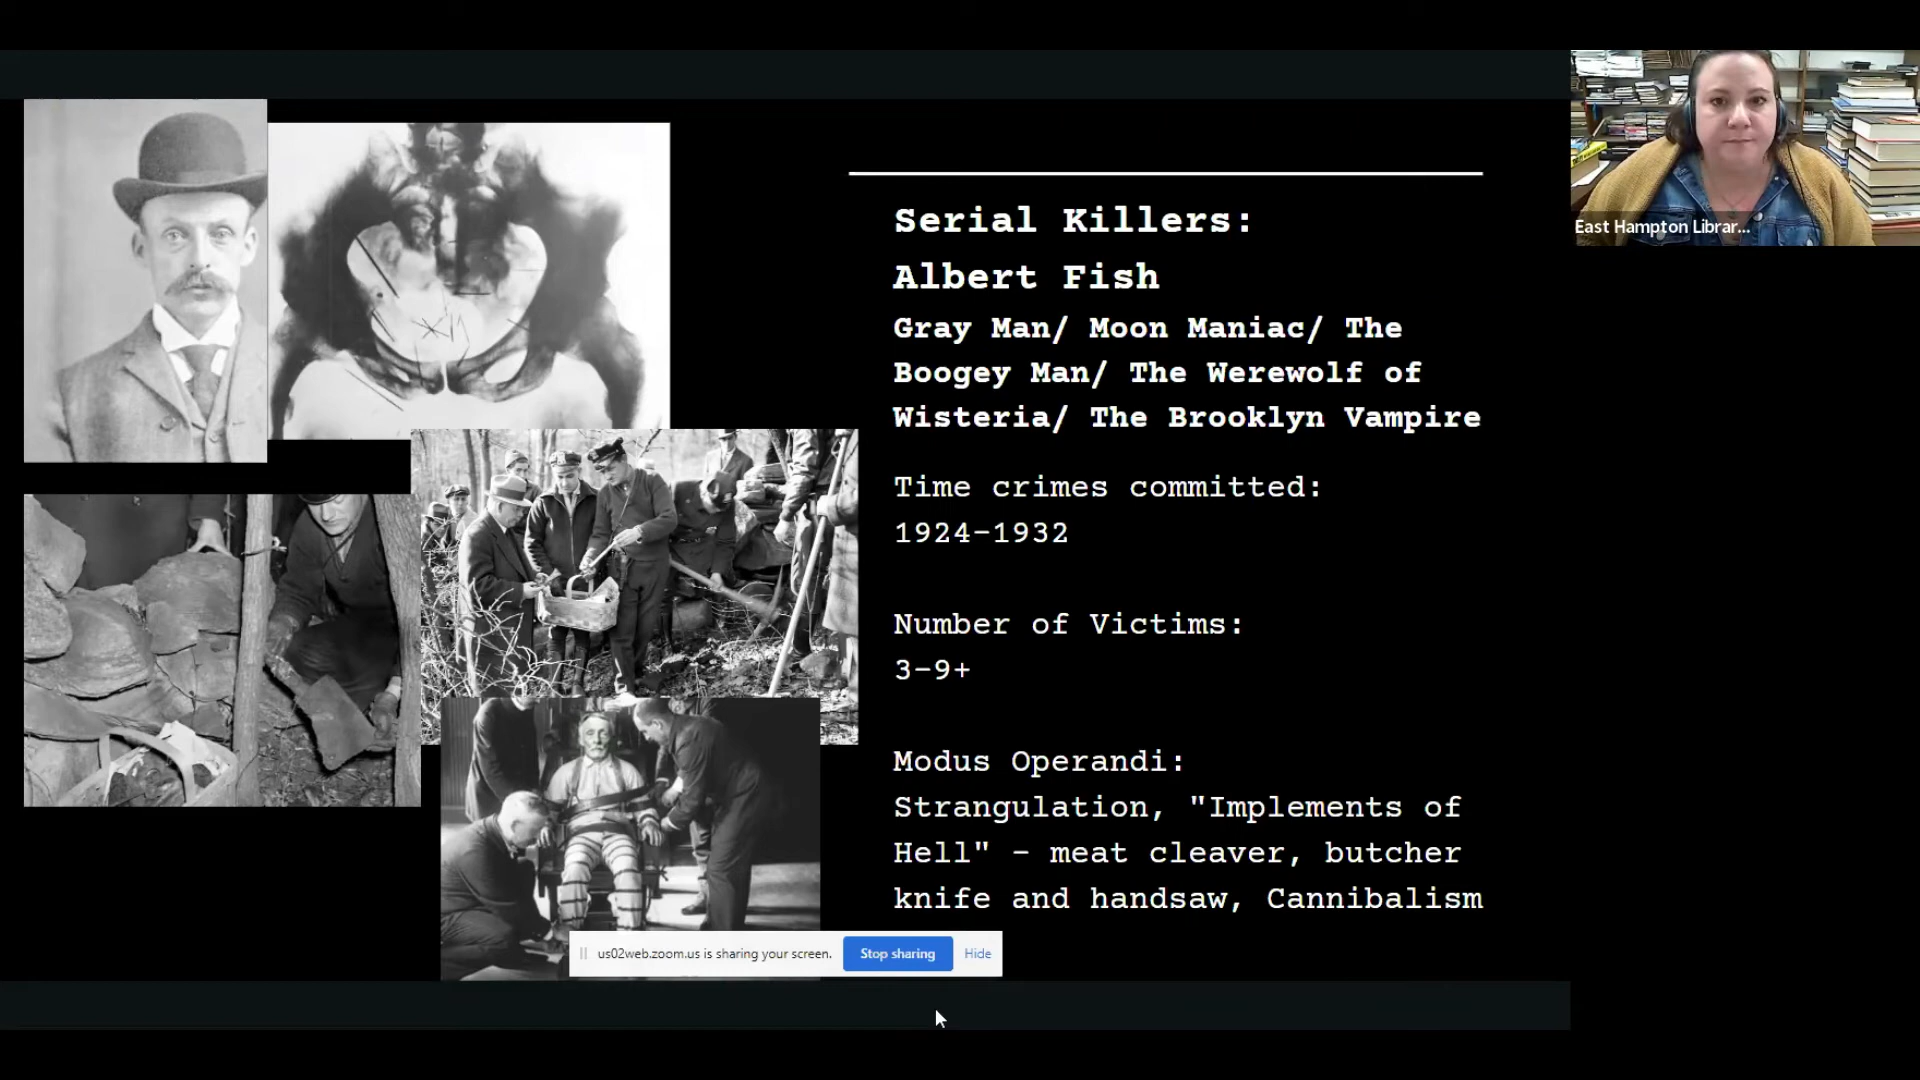 East Hampton Librar...
Serial Killers:
Albert Fish
Gray Man/ Moon Maniac/ The
Boogey Man/ The Werewolf of
Wisteria/ The Brooklyn Vampire
Time crimes committed:
1924-1932
Number of Victims:
3-9+
Modus Operandi:
Strangulation, "Implements of
Hell" - meat cleaver, butcher
knife and handsaw, Cannibalism
us02web.zoom.us is sharing your screen.
Stop sharing
Hide